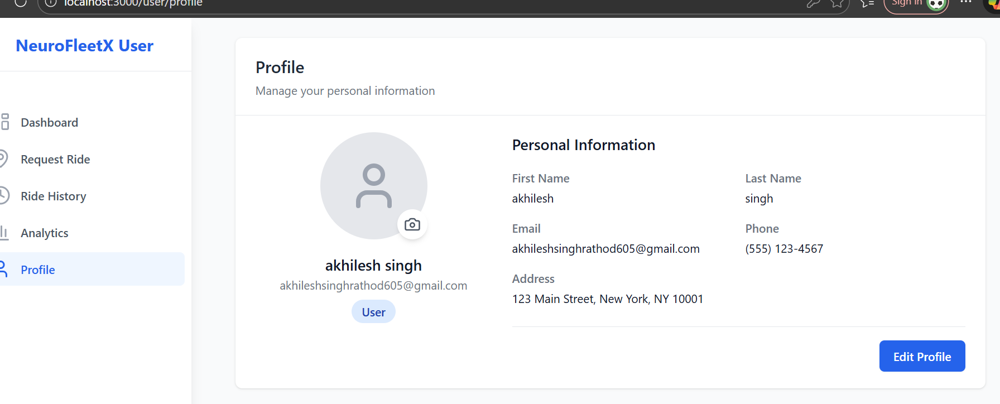 localhost:3000/user/profile
Sign in
NeuroFleetX User
Dashboard
Request Ride
Ride History
Analytics
Profile
Profile
Manage your personal information
akhilesh singh
akhileshsinghrathod605@gmail.com
User
Personal Information
First Name
Last Name
akhilesh
singh
Email
Phone
akhileshsinghrathod605@gmail.com
(555) 123-4567
Address
123 Main Street, New York, NY 10001
Edit Profile